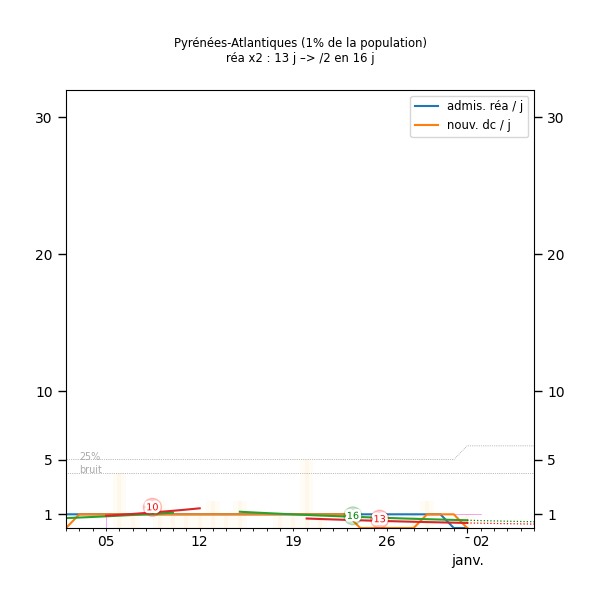 Pyrénées-Atlantiques (1% de la population)
réa x2 : 13 j –> /2 en 16 j
admis. réa / j
nouv. dc / j
30 30
20 20
10 10
5 5
25%
bruit
1 1
10
16
13
05 12 19 26 - 02
janv.